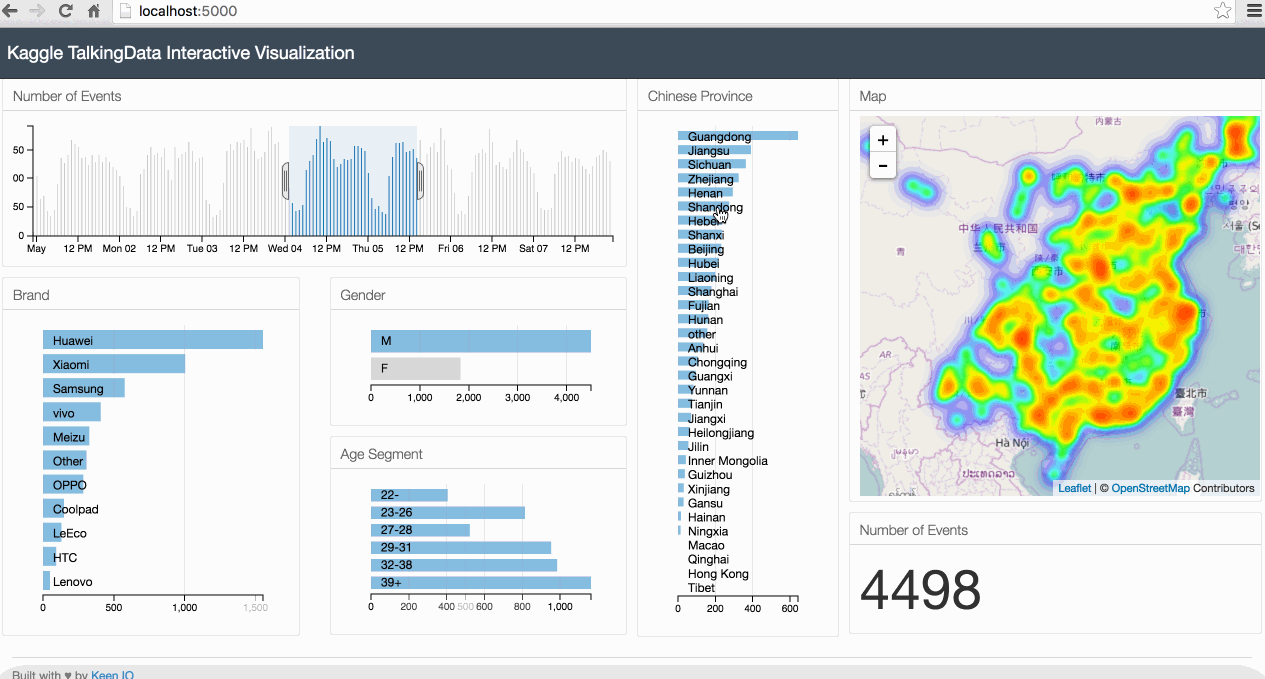 localhost:5000
Kaggle TalkingData Interactive Visualization
Number of Events
50
00
50
0
May 12 PM Mon 02 12 PM Tue 03 12 PM Wed 04 12 PM Thu 05 12 PM Fri 06 12 PM Sat 07 12 PM
Brand
Huawei
Xiaomi
Samsung
vivo
Meizu
Other
OPPO
Coolpad
LeEco
HTC
Lenovo
0 500 1,000 1,500
Gender
M
F
0 1,000 2,000 3,000 4,000
Age Segment
22-
23-26
27-28
29-31
32-38
39+
0 200 400 500 600 800 1,000
Chinese Province
Guangdong
Jiangsu
Sichuan
Zhejiang
Henan
Shandong
Hebei
Shanxi
Beijing
Hubei
Liaoning
Shanghai
Fujian
Hunan
other
Anhui
Chongqing
Guangxi
Yunnan
Tianjin
Jiangxi
Heilongjiang
Jilin
Inner Mongolia
Guizhou
Xinjiang
Gansu
Hainan
Ningxia
Macao
Qinghai
Hong Kong
Tibet
0 200 400 600
Map
+
-
内蒙古
中华人民共和国
青
AR
臺北市
臺灣
Hà Nội
Leaflet | © OpenStreetMap Contributors
Number of Events
4498
Built with ♥ by Keen IO